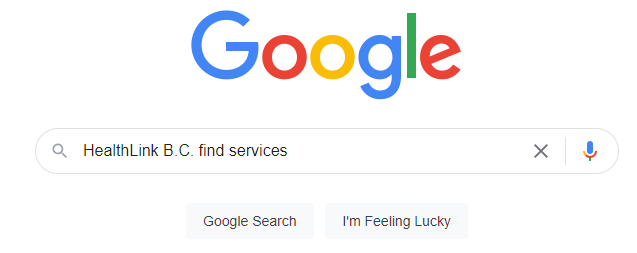 Google
HealthLink B.C. find services
Google Search
I'm Feeling Lucky